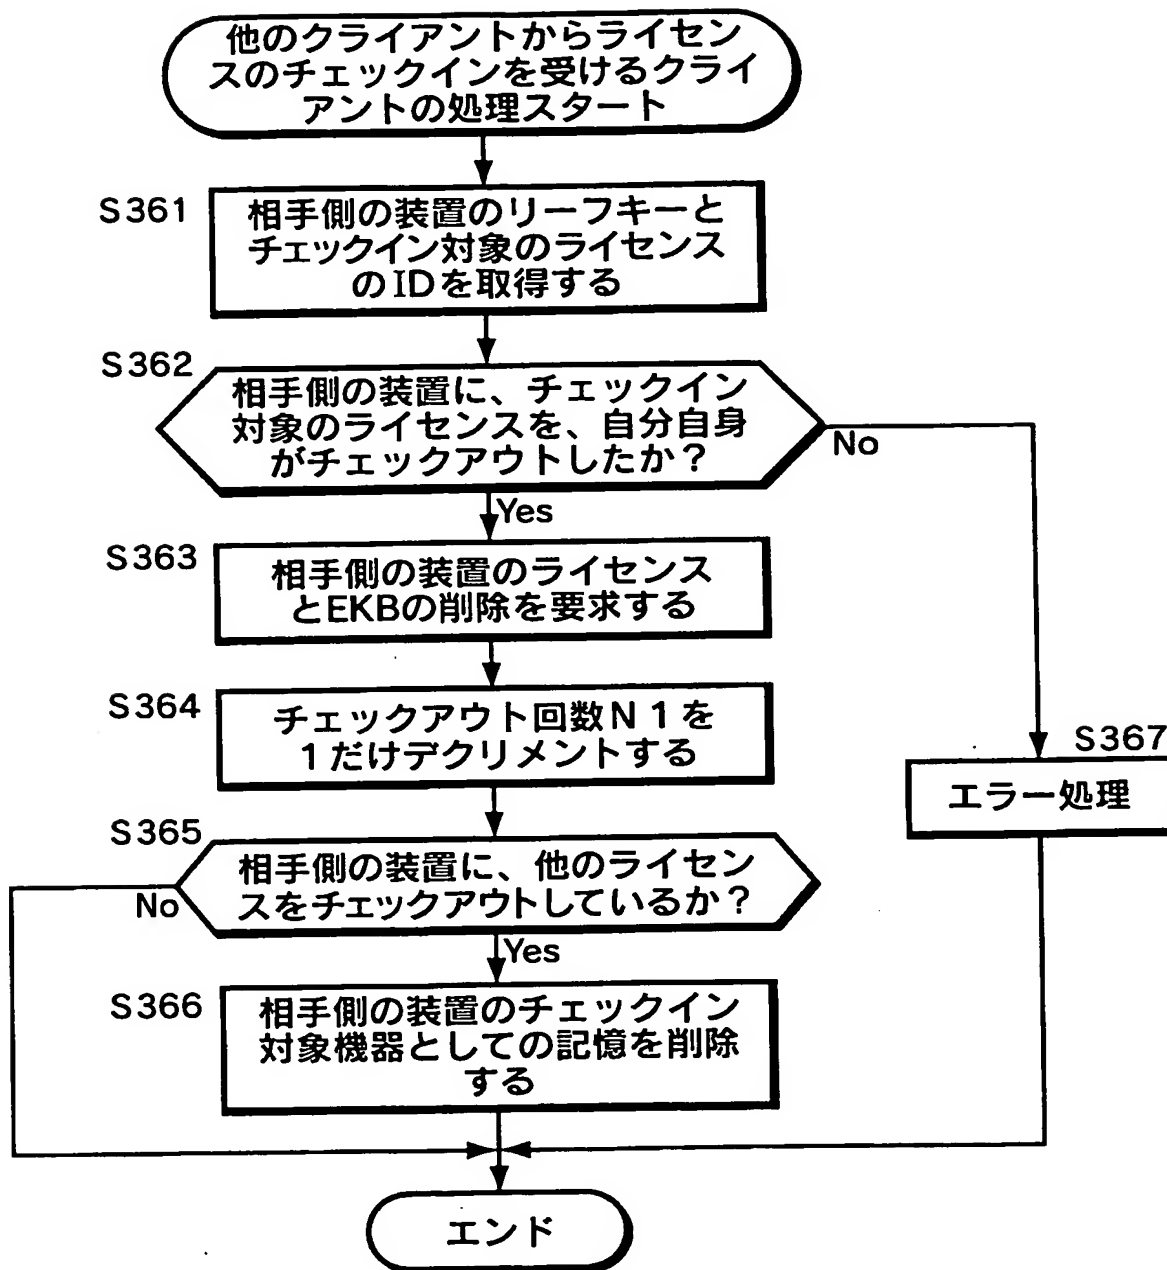 他のクライアントからライセン
スのチェックインを受けるクライ
アントの処理スタート
S361
相手側の装置のリーフキーと
チェックイン対象のライセンス
のIDを取得する
S362
相手側の装置に、チェックイン
対象のライセンスを、自分自身
がチェックアウトしたか？
No
Yes
S363
相手側の装置のライセンス
とEKBの削除を要求する
S364
チェックアウト回数N1を
1だけデクリメントする
S367
エラー処理
S365
相手側の装置に、他のライセン
スをチェックアウトしているか？
No
Yes
S366
相手側の装置のチェックイン
対象機器としての記憶を削除
する
エンド